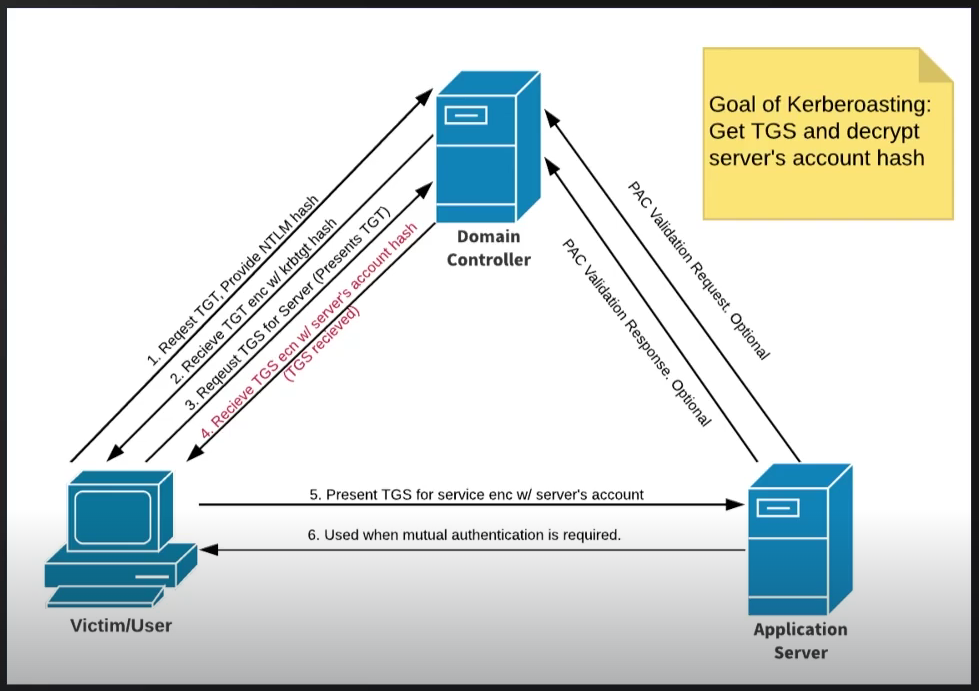 Goal of Kerberoasting:
Get TGS and decrypt
server's account hash
Domain
Controller
1. Reqest TGT, Provide NTLM hash
2. Recieve TGT enc w/ krbtgt hash
3. Reqeust TGS for Server (Presents TGT)
4. Recieve TGS ecn w/ server's account hash
(TGS recieved)
PAC Validation Request. Optional
PAC Validation Response. Optional
5. Present TGS for service enc w/ server's account
6. Used when mutual authentication is required.
Victim/User
Application
Server